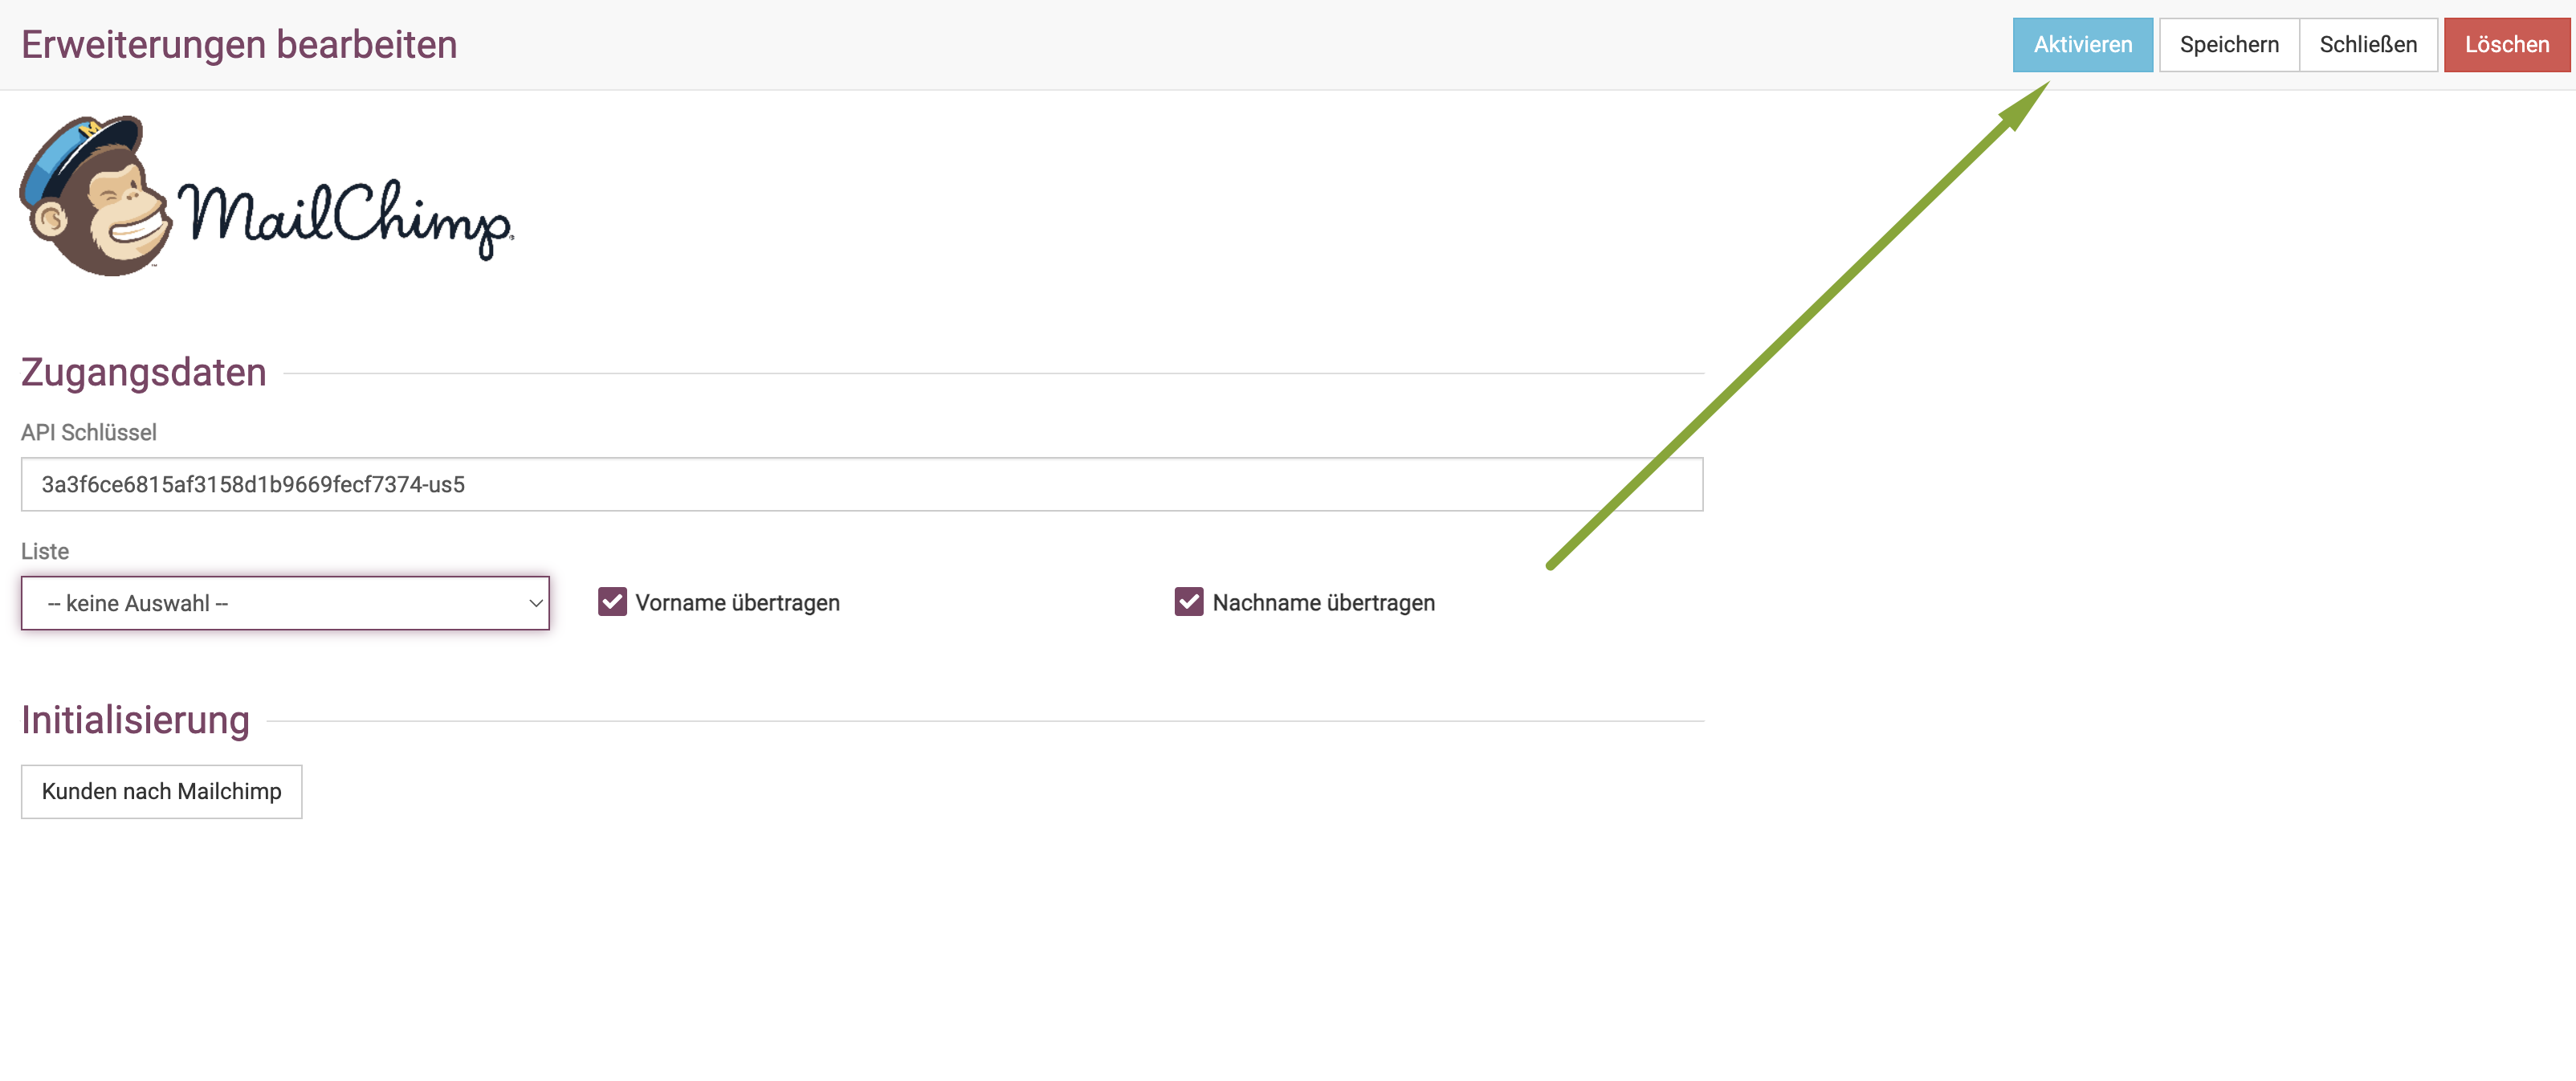 Erweiterungen bearbeiten
Aktivieren
Speichern
Schließen
Löschen
MailChimp
Zugangsdaten
API Schlüssel
3a3f6ce6815af3158d1b9669fecf7374-us5
Liste
-- keine Auswahl --
Vorname übertragen
Nachname übertragen
Initialisierung
Kunden nach Mailchimp